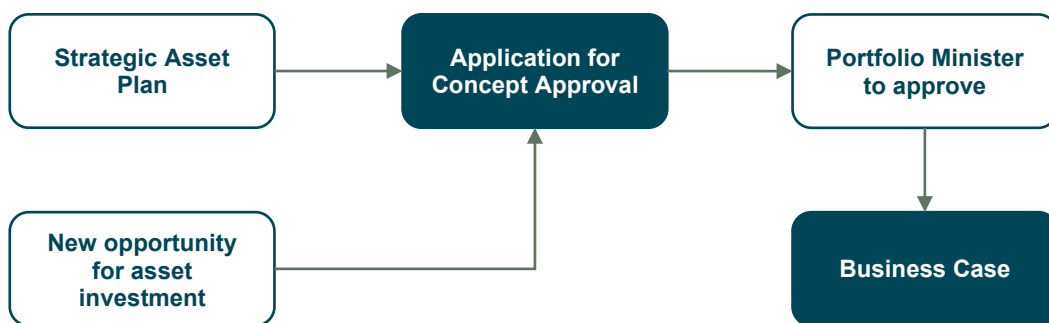 Strategic Asset
Plan
Application for
Concept Approval
Portfolio Minister
to approve
New opportunity
for asset
investment
Business Case